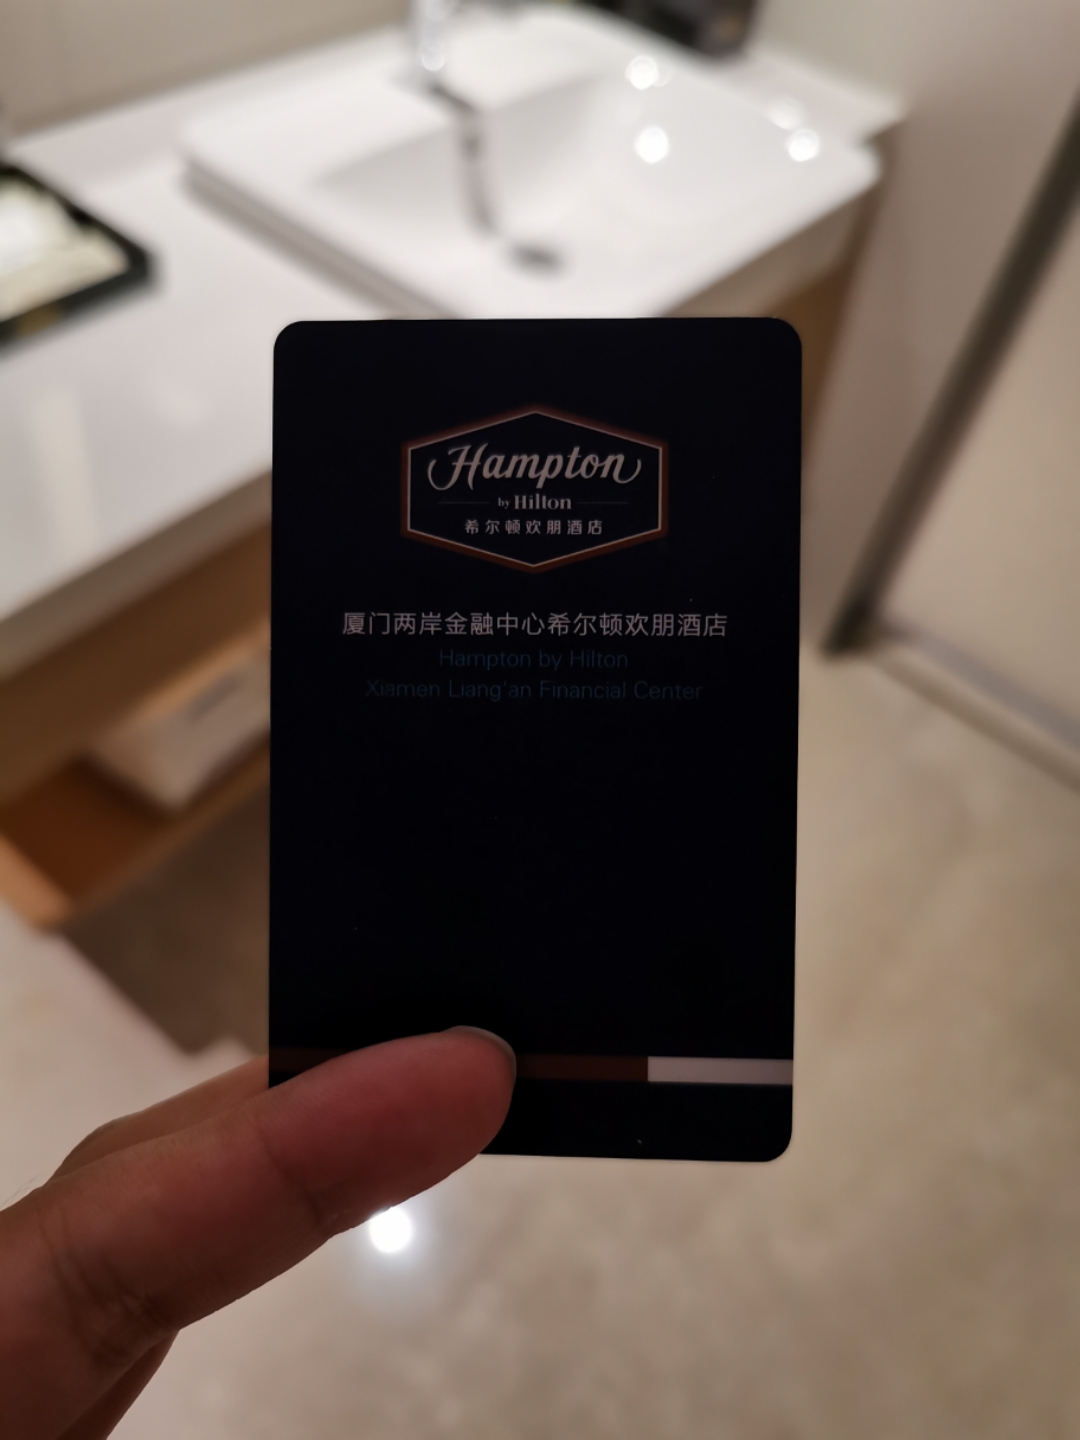 Hampton
by Hilton
希尔顿欢朋酒店
厦门两岸金融中心希尔顿欢朋酒店
Hampton by Hilton
Xiamen Liang'an Financial Center